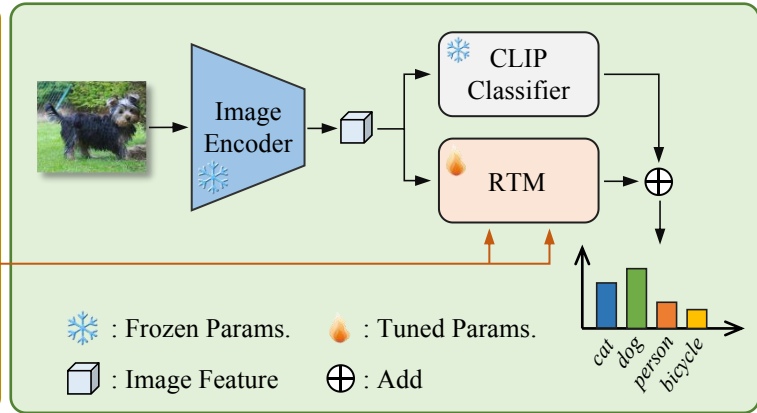 Image
Encoder
CLIP
Classifier
RTM
cat
dog
person
bicycle
: Frozen Params.
: Tuned Params.
: Image Feature
: Add